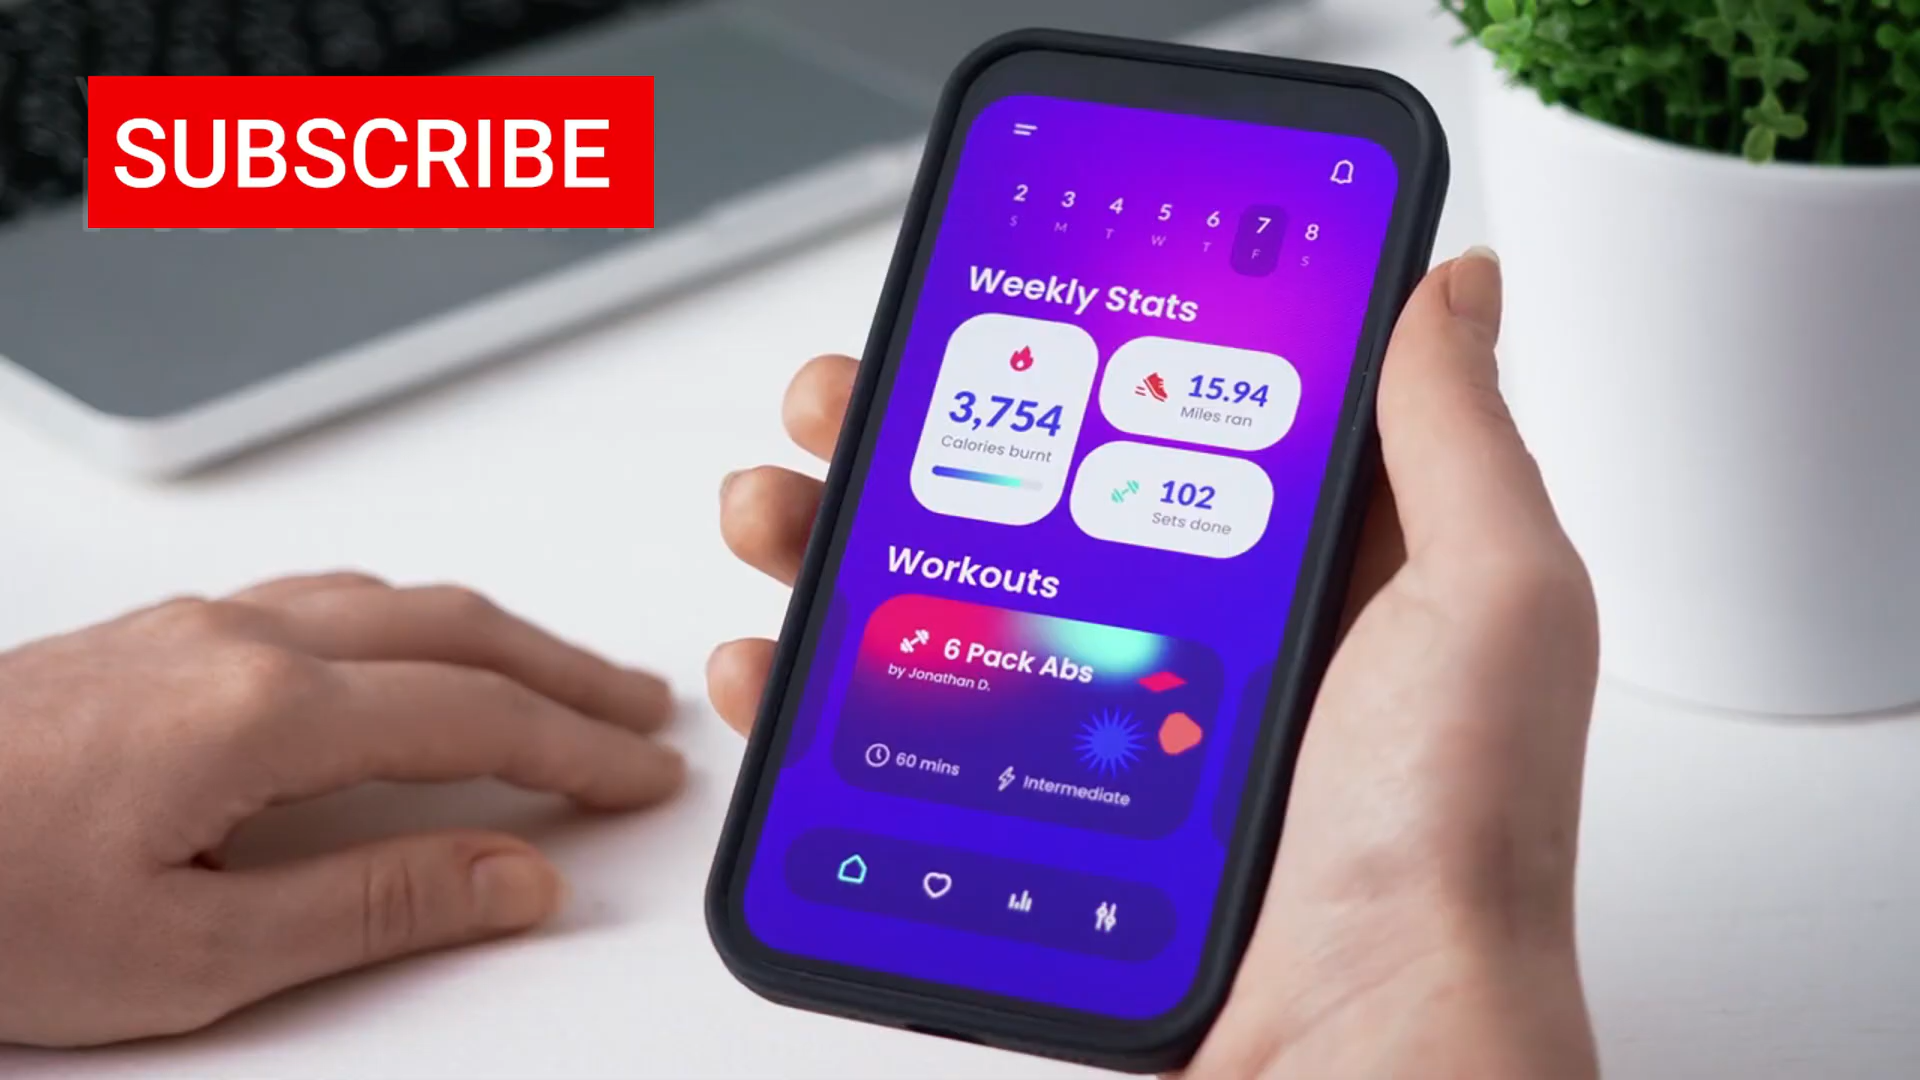 SUBSCRIBE
2 3 4 5 6 7 8
S M T W T F S
Weekly Stats
3,754
Calories burnt
15.94
Miles ran
102
Sets done
Workouts
6 Pack Abs
by Jonathan D.
60 mins
Intermediate